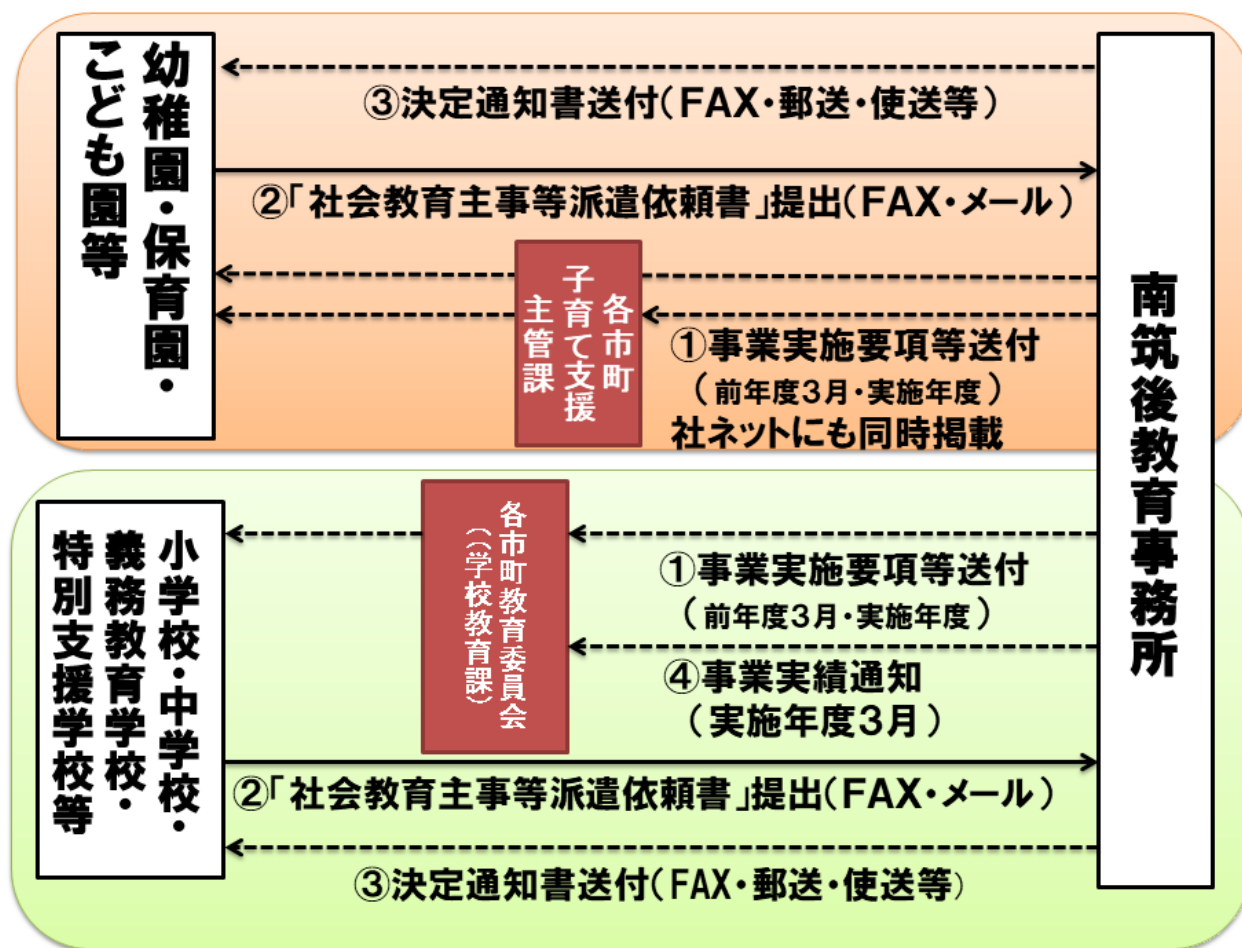 幼稚園・保育園・
こども園等
③決定通知書送付(FAX・郵送・使送等)
②「社会教育主事等派遣依頼書」提出(FAX・メール)
各市町
子育て支援
主管課
①事業実施要項等送付
(前年度3月・実施年度)
社ネットにも同時掲載
南筑後教育事務所
小学校・中学校・
義務教育学校・
特別支援学校等
各市町教育委員会
((学校教育課)
①事業実施要項等送付
(前年度3月・実施年度)
④事業実績通知
(実施年度3月)
②「社会教育主事等派遣依頼書」提出(FAX・メール)
③決定通知書送付(FAX・郵送・使送等)